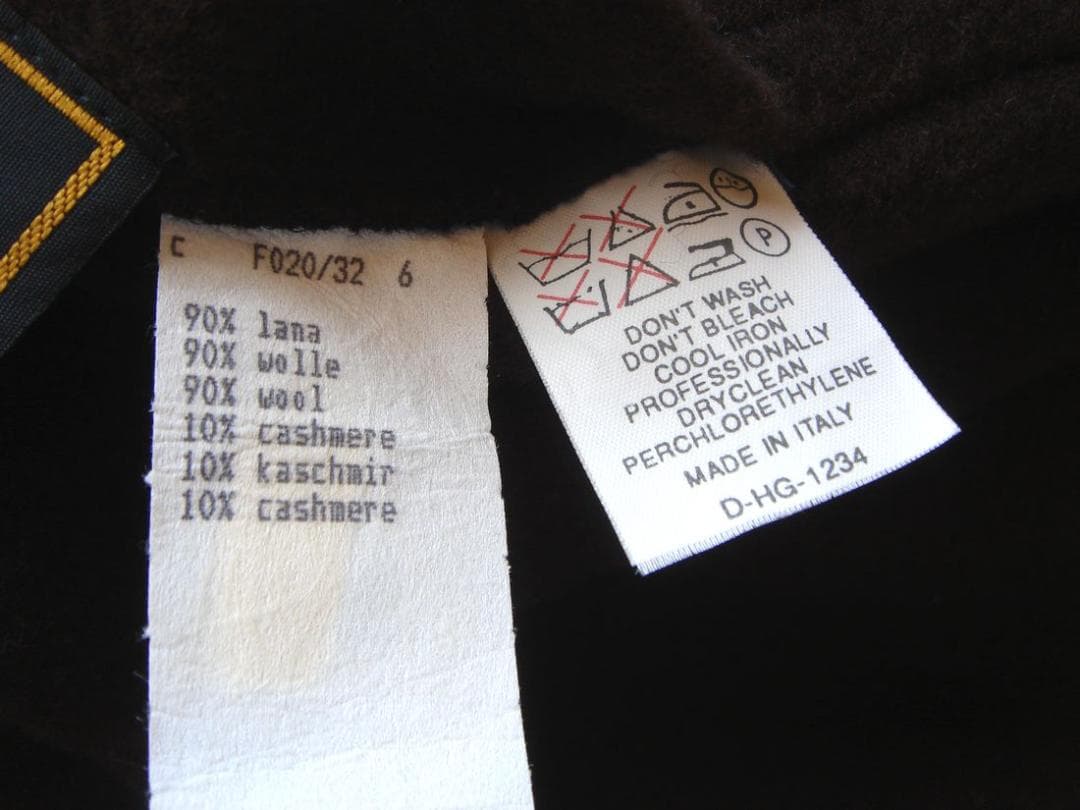 C F020/32 6
90% lana
90% wolle
90% wool
10% cashmere
10% kaschmir
10% cashmere
P
DON'T WASH
DON'T BLEACH
COOL IRON
PROFESSIONALLY
DRYCLEAN
PERCHLORETHYLENE
MADE IN ITALY
D-HG-1234